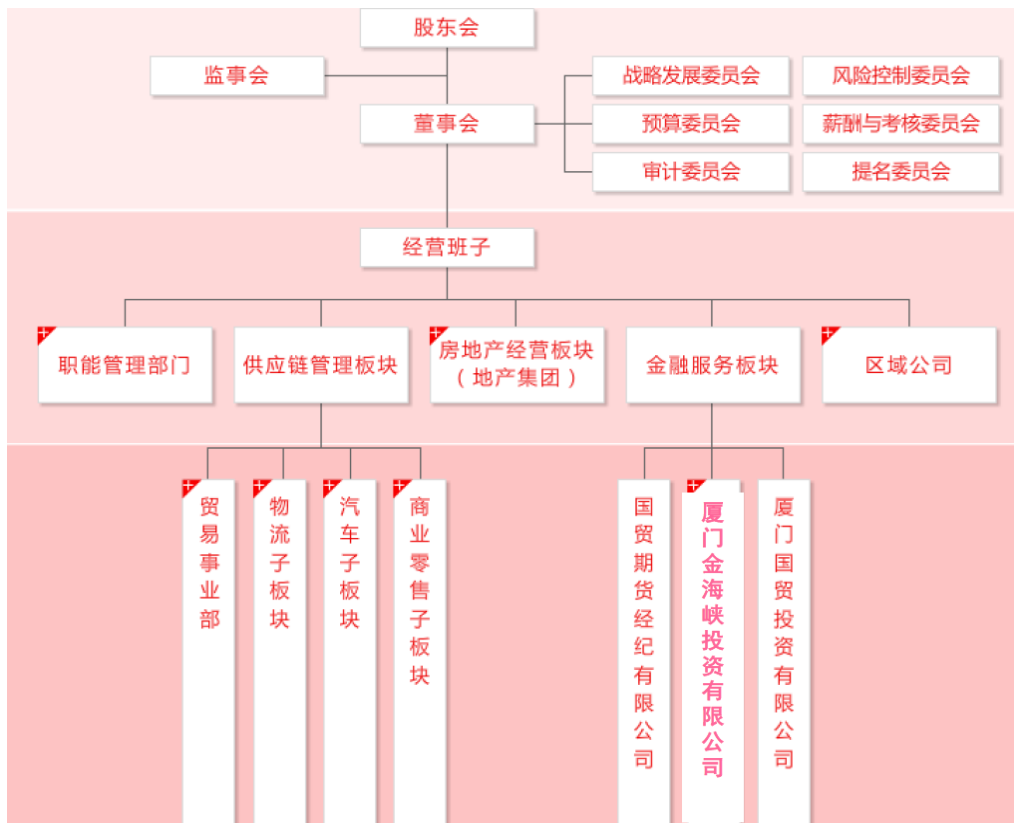 股东会
监事会
战略发展委员会
风险控制委员会
董事会
预算委员会
薪酬与考核委员会
审计委员会
提名委员会
经营班子
职能管理部门
供应链管理板块
房地产经营板块
（地产集团）
金融服务板块
区域公司
贸易事业部
物流子板块
汽车子板块
商业零售子板块
国贸期货经纪有限公司
厦门金海峡投资有限公司
厦门国贸投资有限公司